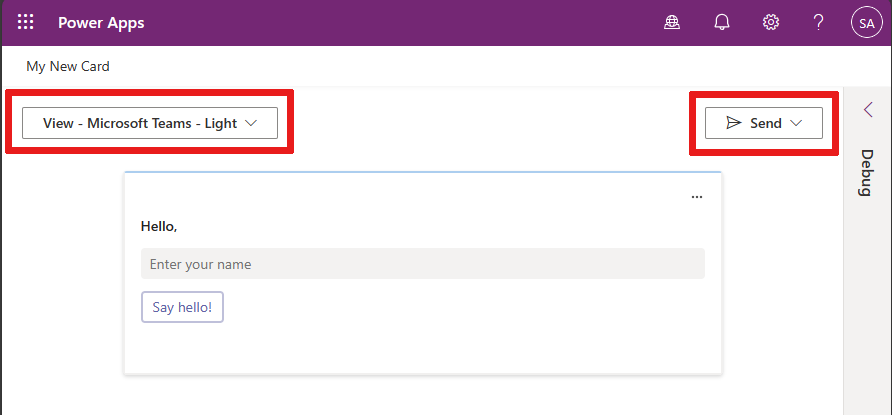 Power Apps
SA
My New Card
View - Microsoft Teams - Light
Send
Debug
...
Hello,
Enter your name
Say hello!